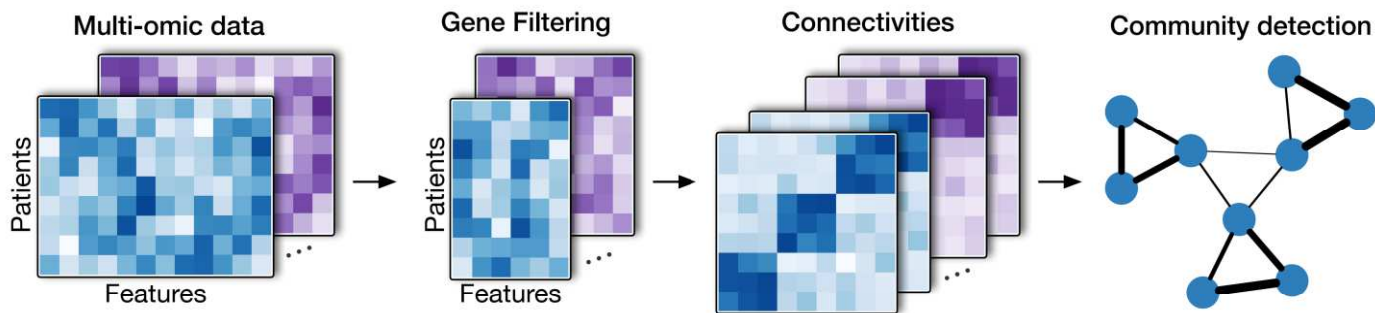 Multi-omic data
Gene Filtering
Connectivities
Community detection
Patients
Features
...
Patients
Features
...
...